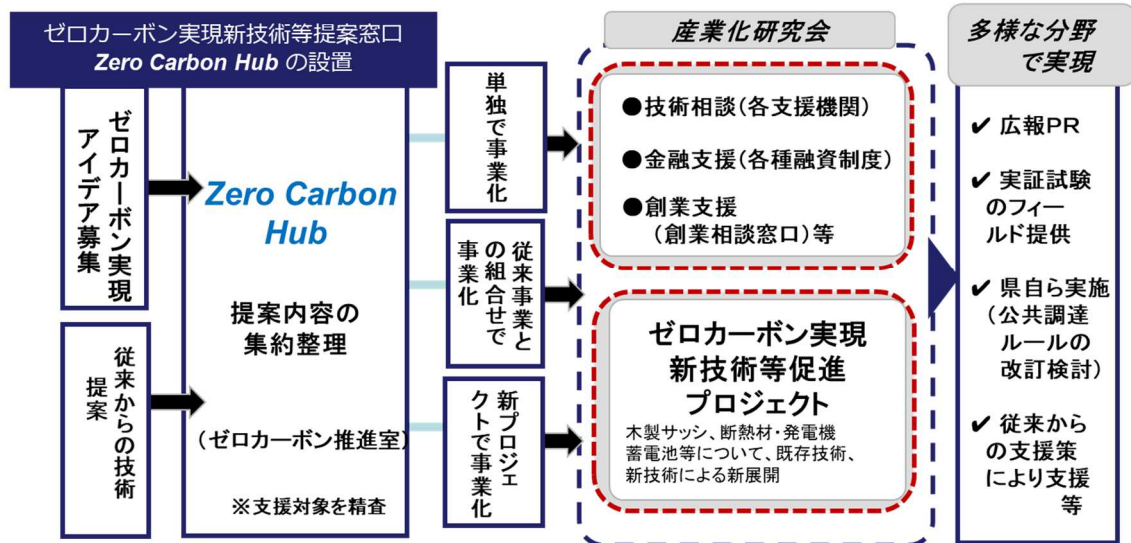 ゼロカーボン実現新技術等提案窓口
Zero Carbon Hub の設置
ゼロカーボン実現
アイデア募集
従来からの技術
提案
Zero Carbon
Hub
提案内容の
集約整理
（ゼロカーボン推進室）
※支援対象を精査
単独で事業化
従来事業と
の組合せで
事業化
新プロジェ
クトで事業化
産業化研究会
●技術相談（各支援機関）
●金融支援（各種融資制度）
●創業支援
（創業相談窓口）等
ゼロカーボン実現
新技術等促進
プロジェクト
木製サッシ、断熱材・発電機
蓄電池等について、既存技術、
新技術による新展開
多様な分野
で実現
✔ 広報PR
✔ 実証試験
のフィー
ルド提供
✔ 県自ら実施
（公共調達
ルールの
改訂検討）
✔ 従来から
の支援策
により支援
等